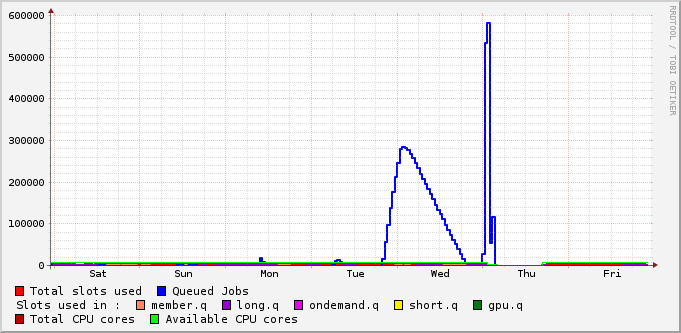 RRDTOOL / TOBI OETIKER
600000
500000
400000
300000
200000
100000
0
Sat Sun Mon Tue Wed Thu Fri
Total slots used Queued Jobs
Slots used in : member.q long.q ondemand.q short.q gpu.q
Total CPU cores Available CPU cores